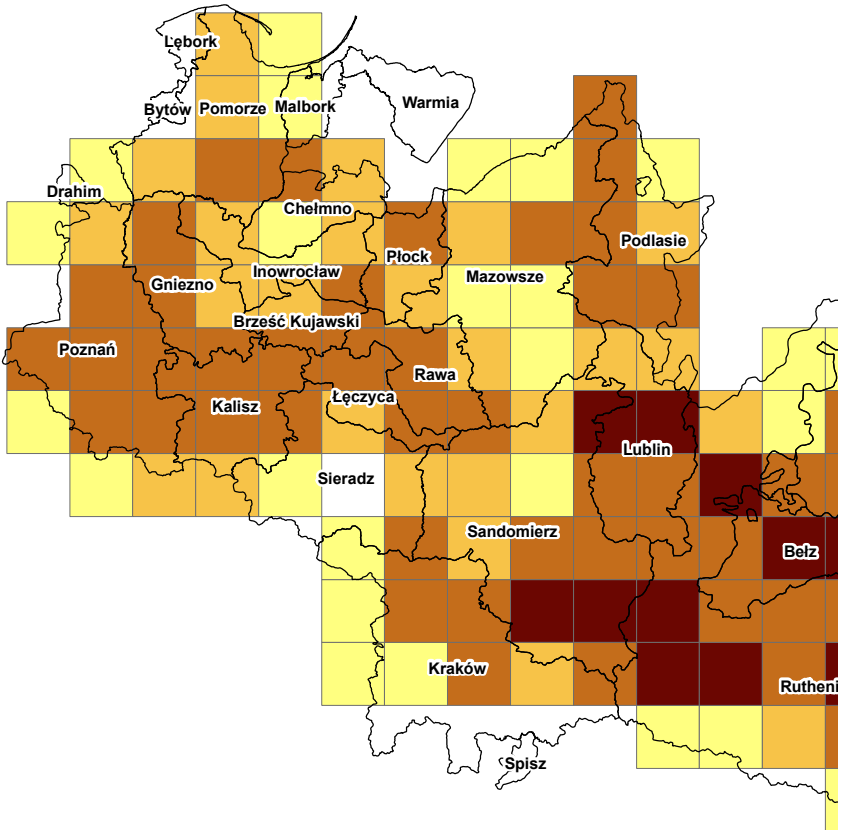 Lębork
Bytów
Pomorze
Malbork
Warmia
Drahim
Chełmno
Podlasie
Płock
Inowrocław
Mazowsze
Gniezno
Brześć Kujawski
Poznań
Rawa
Łęczyca
Kalisz
Lublin
Sieradz
Sandomierz
Bełz
Kraków
Rutheni
Spisz